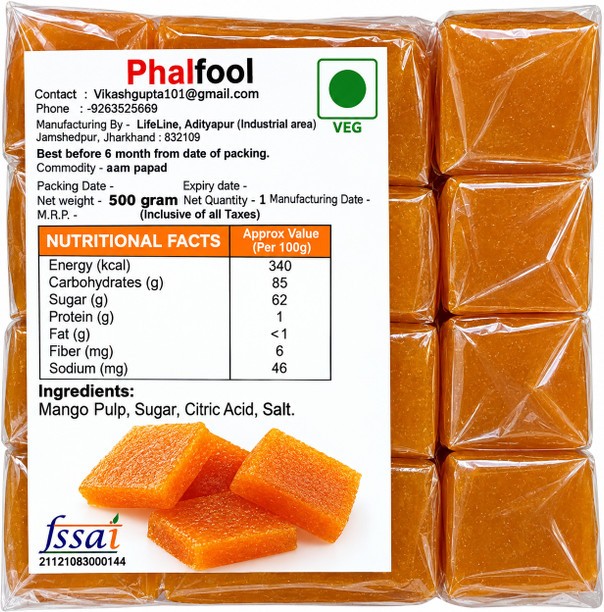 Phalfool
Contact : Vikashgupta101@gmail.com
Phone : -9263525669
VEG
Manufacturing By - LifeLine, Adityapur (Industrial area)
Jamshedpur, Jharkhand : 832109
Best before 6 month from date of packing.
Commodity - aam papad
Packing Date - Expiry date -
Net weight - 500 gram Net Quantity - 1 Manufacturing Date -
M.R.P. - (Inclusive of all Taxes)
NUTRITIONAL FACTS Approx Value
(Per 100g)
Energy (kcal) 340
Carbohydrates (g) 85
Sugar (g) 62
Protein (g) 1
Fat (g) <1
Fiber (mg) 6
Sodium (mg) 46
Ingredients:
Mango Pulp, Sugar, Citric Acid, Salt.
fssai
21121083000144